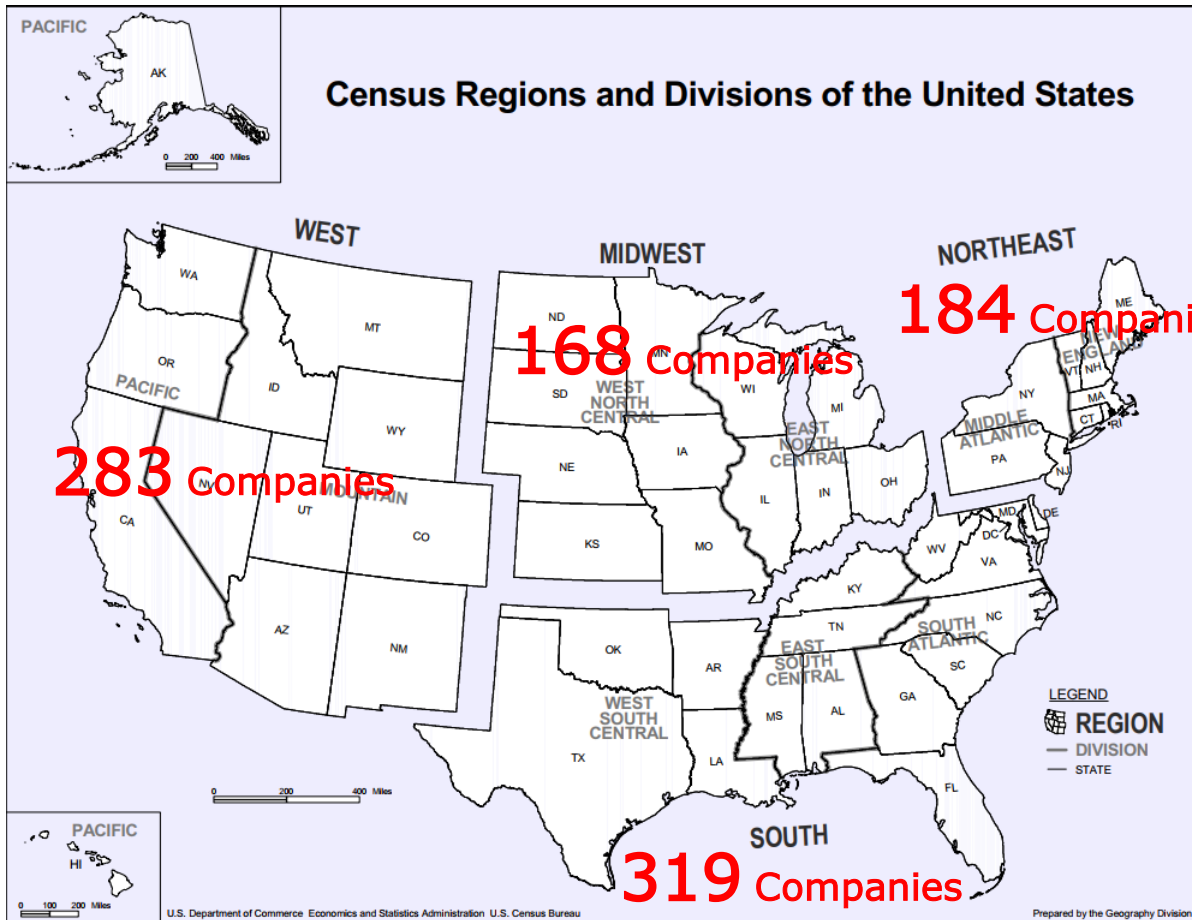 PACIFIC
AK
0 200 400 Miles
Census Regions and Divisions of the United States
WEST
MIDWEST
NORTHEAST
WA
MT
ND
MN
ME
184 Compani
168 Companies
NEW
ENGLAND
VT
NH
OR
ID
PACIFIC
SD
WEST
NORTH
CENTRAL
WI
MI
NY
MA
CT
RI
WY
MIDDLE
ATLANTIC
EAST
NORTH
CENTRAL
IA
PA
NJ
NE
283 Companies
NV
MOUNTAIN
UT
CO
CA
IL
IN
OH
KS
MO
MD
DE
DC
WV
VA
KY
AZ
NM
OK
AR
TN
NC
SOUTH
ATLANTIC
EAST
SOUTH
CENTRAL
SC
WEST
SOUTH
CENTRAL
MS
AL
GA
TX
LA
FL
LEGEND
REGION
DIVISION
STATE
0 200 400 Miles
SOUTH
319 Companies
PACIFIC
HI
0 100 200 Miles
U.S. Department of Commerce Economics and Statistics Administration U.S. Census Bureau
Prepared by the Geography Division